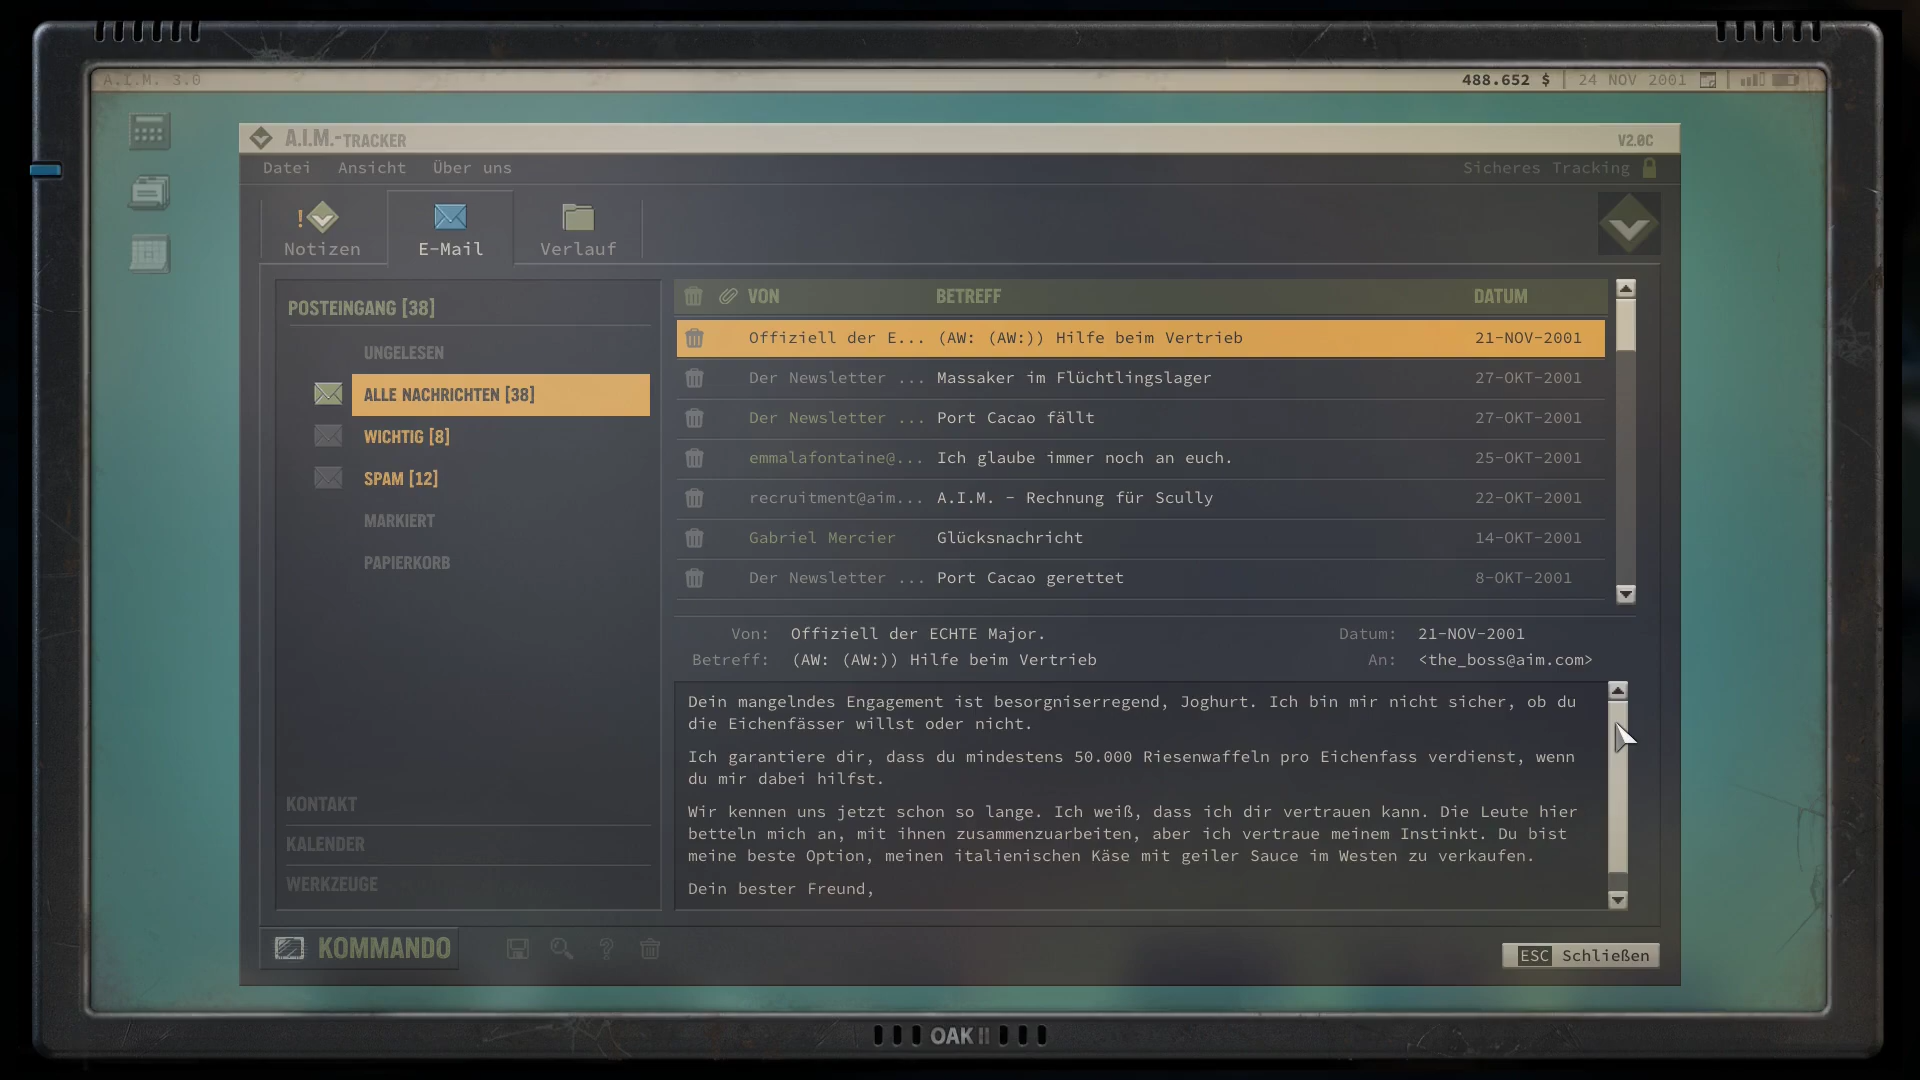 A.I.M. 3.0
488.652 $ | 24 NOV 2001
A.I.M.-TRACKER
V2.0C
Datei Ansicht Über uns
Sicheres Tracking
! Notizen
E-Mail
Verlauf
POSTEINGANG [38]
UNGELESEN
ALLE NACHRICHTEN [38]
WICHTIG [8]
SPAM [12]
MARKIERT
PAPIERKORB
KONTAKT
KALENDER
WERKZEUGE
VON BETREFF DATUM
Offiziell der E... (AW: (AW:)) Hilfe beim Vertrieb 21-NOV-2001
Der Newsletter ... Massaker im Flüchtlingslager 27-OKT-2001
Der Newsletter ... Port Cacao fällt 27-OKT-2001
emmalafontaine@... Ich glaube immer noch an euch. 25-OKT-2001
recruitment@aim... A.I.M. - Rechnung für Scully 22-OKT-2001
Gabriel Mercier Glücksnachricht 14-OKT-2001
Der Newsletter ... Port Cacao gerettet 8-OKT-2001
Von: Offiziell der ECHTE Major. Datum: 21-NOV-2001
Betreff: (AW: (AW:)) Hilfe beim Vertrieb An: <the_boss@aim.com>
Dein mangelndes Engagement ist besorgniserregend, Joghurt. Ich bin mir nicht sicher, ob du
die Eichenfässer willst oder nicht.
Ich garantiere dir, dass du mindestens 50.000 Riesenwaffeln pro Eichenfass verdienst, wenn
du mir dabei hilfst.
Wir kennen uns jetzt schon so lange. Ich weiß, dass ich dir vertrauen kann. Die Leute hier
betteln mich an, mit ihnen zusammenzuarbeiten, aber ich vertraue meinem Instinkt. Du bist
meine beste Option, meinen italienischen Käse mit geiler Sauce im Westen zu verkaufen.
Dein bester Freund,
KOMMANDO
?
ESC Schließen
OAK II